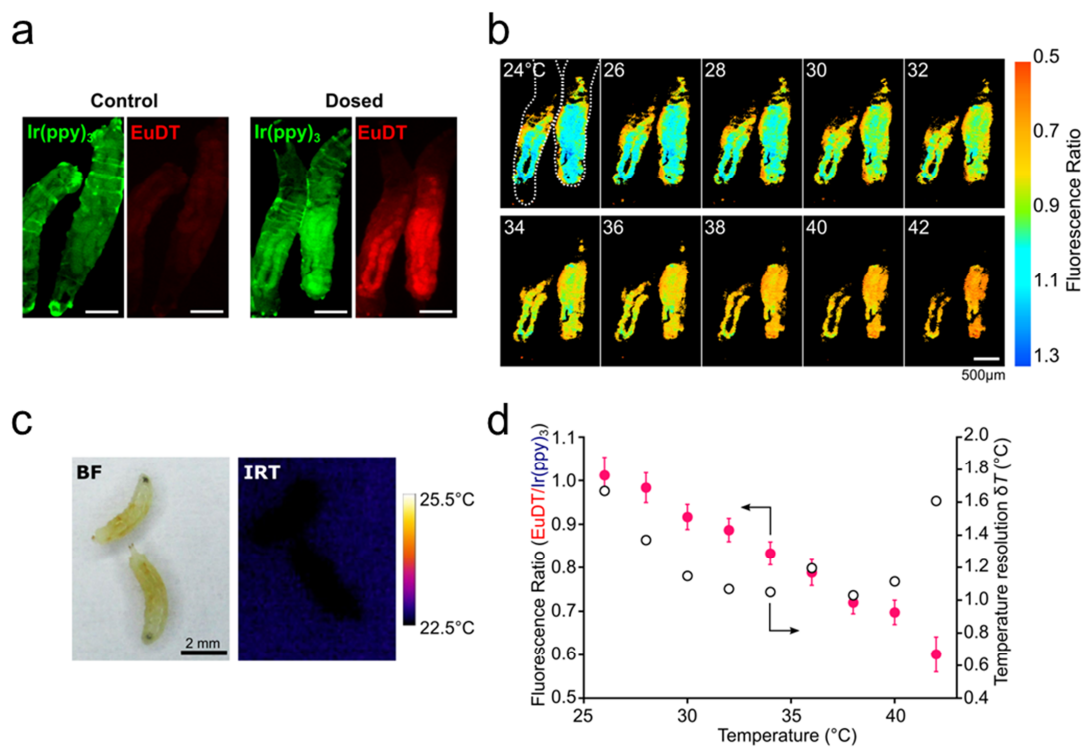 a
Control
Dosed
Ir(ppy)₃
EuDT
Ir(ppy)₃
EuDT
b
24°C
26
28
30
32
34
36
38
40
42
500µm
0.5
0.7
0.9
1.1
1.3
Fluorescence Ratio
c
BF
2 mm
IRT
25.5°C
22.5°C
d
Fluorescence Ratio (EuDT/Ir(ppy)₃)
1.1
1.0
0.9
0.8
0.7
0.6
0.5
25
30
35
40
Temperature (°C)
2.0
1.8
1.6
1.4
1.2
1.0
0.8
0.6
0.4
Temperature resolution δT (°C)